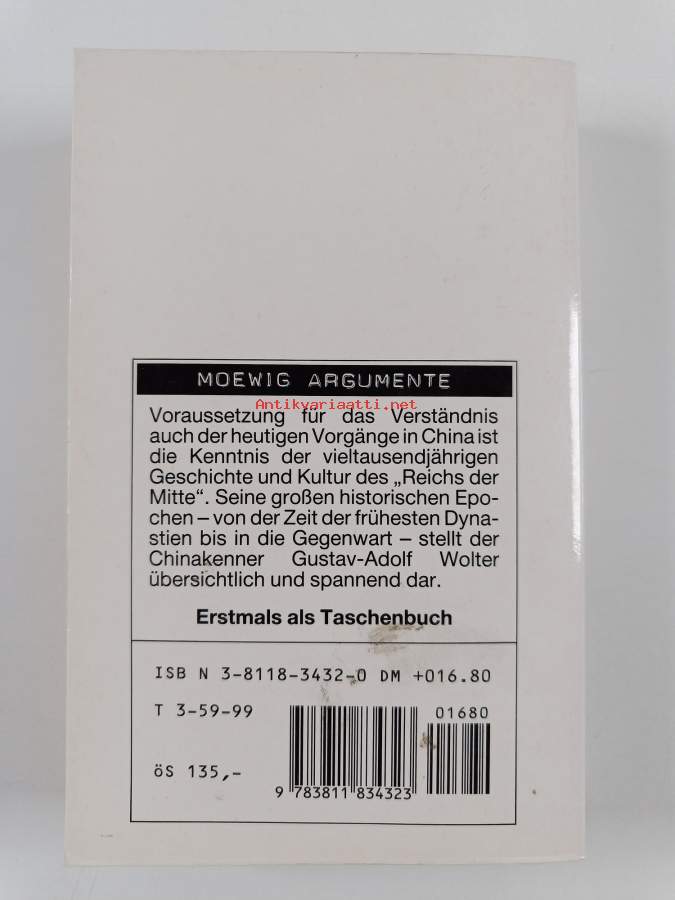 MOEWIG ARGUMENTE
Antikvariaatti.net
Voraussetzung für das Verständnis
auch der heutigen Vorgänge in China ist
die Kenntnis der vieltausendjährigen
Geschichte und Kultur des „Reichs der
Mitte“. Seine großen historischen Epo-
chen – von der Zeit der frühesten Dyna-
stien bis in die Gegenwart – stellt der
Chinakenner Gustav-Adolf Wolter
übersichtlich und spannend dar.
Erstmals als Taschenbuch
ISB N 3-8118-3432-0 DM +016.80
T 3-59-99
01680
öS 135,-
9 783811 834323